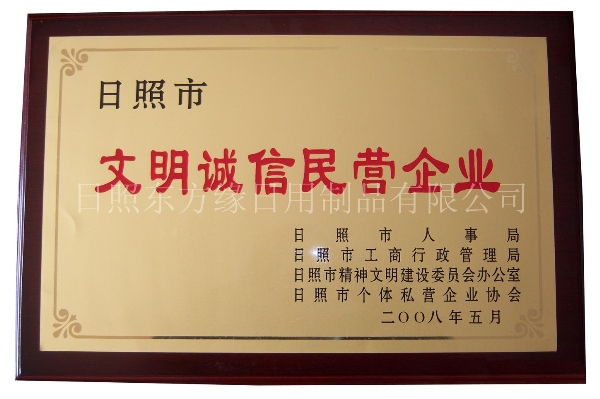 日照市
文明诚信民营企业
日照东方缘日用制品有限公司
日照市人事局
日照市工商行政管理局
日照市精神文明建设委员会办公室
日照市个体私营企业协会
二〇〇八年五月